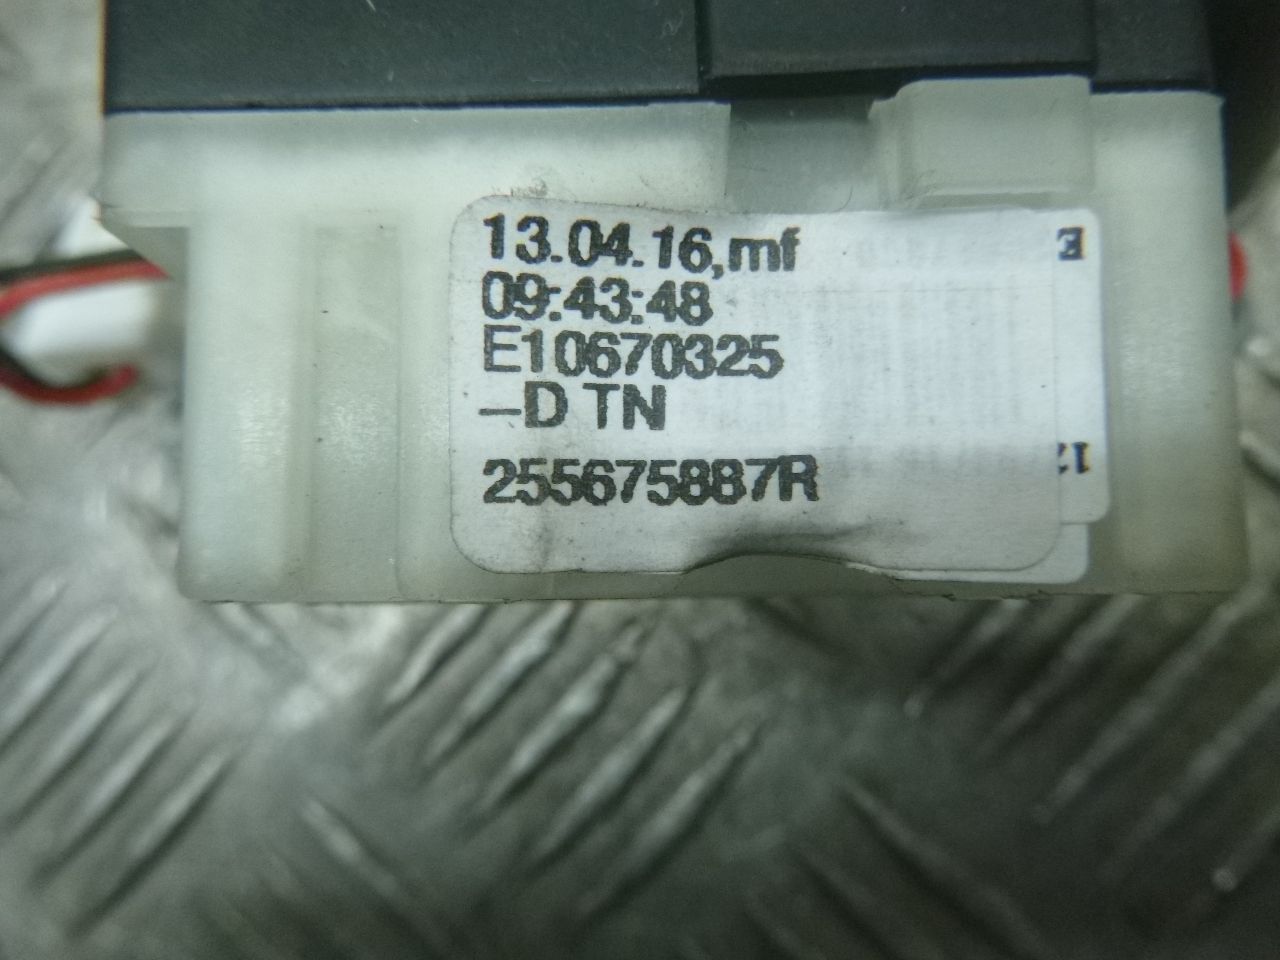 13.04.16,mf
09:43:48
E10670325
–D TN
255675887R
E